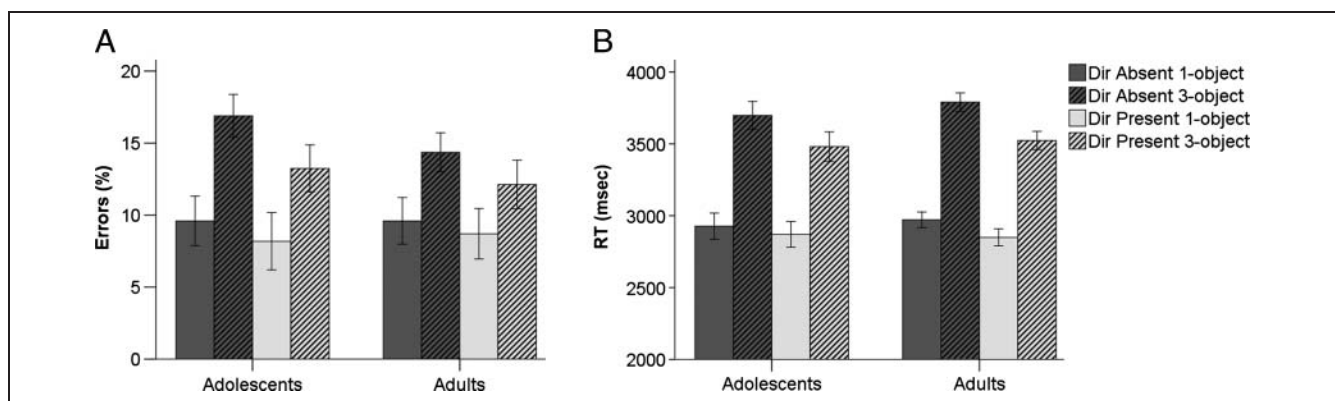 A
Errors (%)
20
15
10
5
0
Adolescents
Adults
B
RT (msec)
4000
3500
3000
2500
2000
Adolescents
Adults
Dir Absent 1-object
Dir Absent 3-object
Dir Present 1-object
Dir Present 3-object